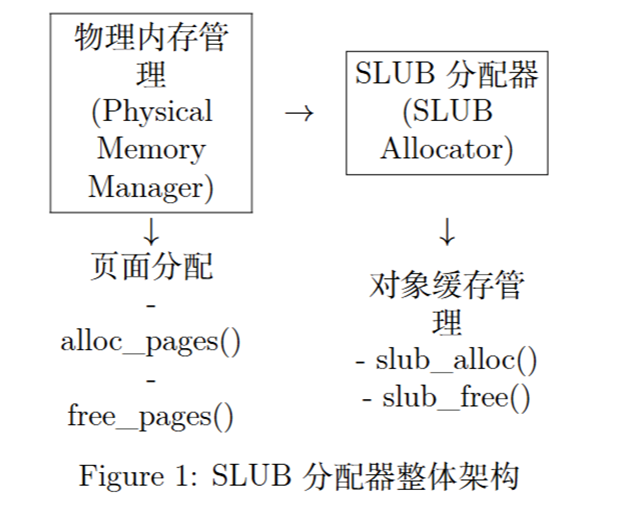 物理内存管
理
(Physical
Memory
Manager)
→
SLUB 分配器
(SLUB
Allocator)
↓
页面分配
-
alloc_pages()
-
free_pages()
↓
对象缓存管
理
- slub_alloc()
- slub_free()
Figure 1: SLUB 分配器整体架构